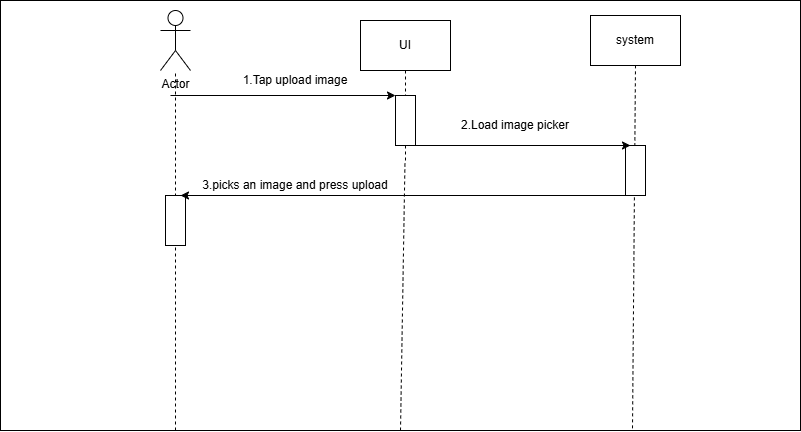 UI
system
Actor
1.Tap upload image
2.Load image picker
3.picks an image and press upload